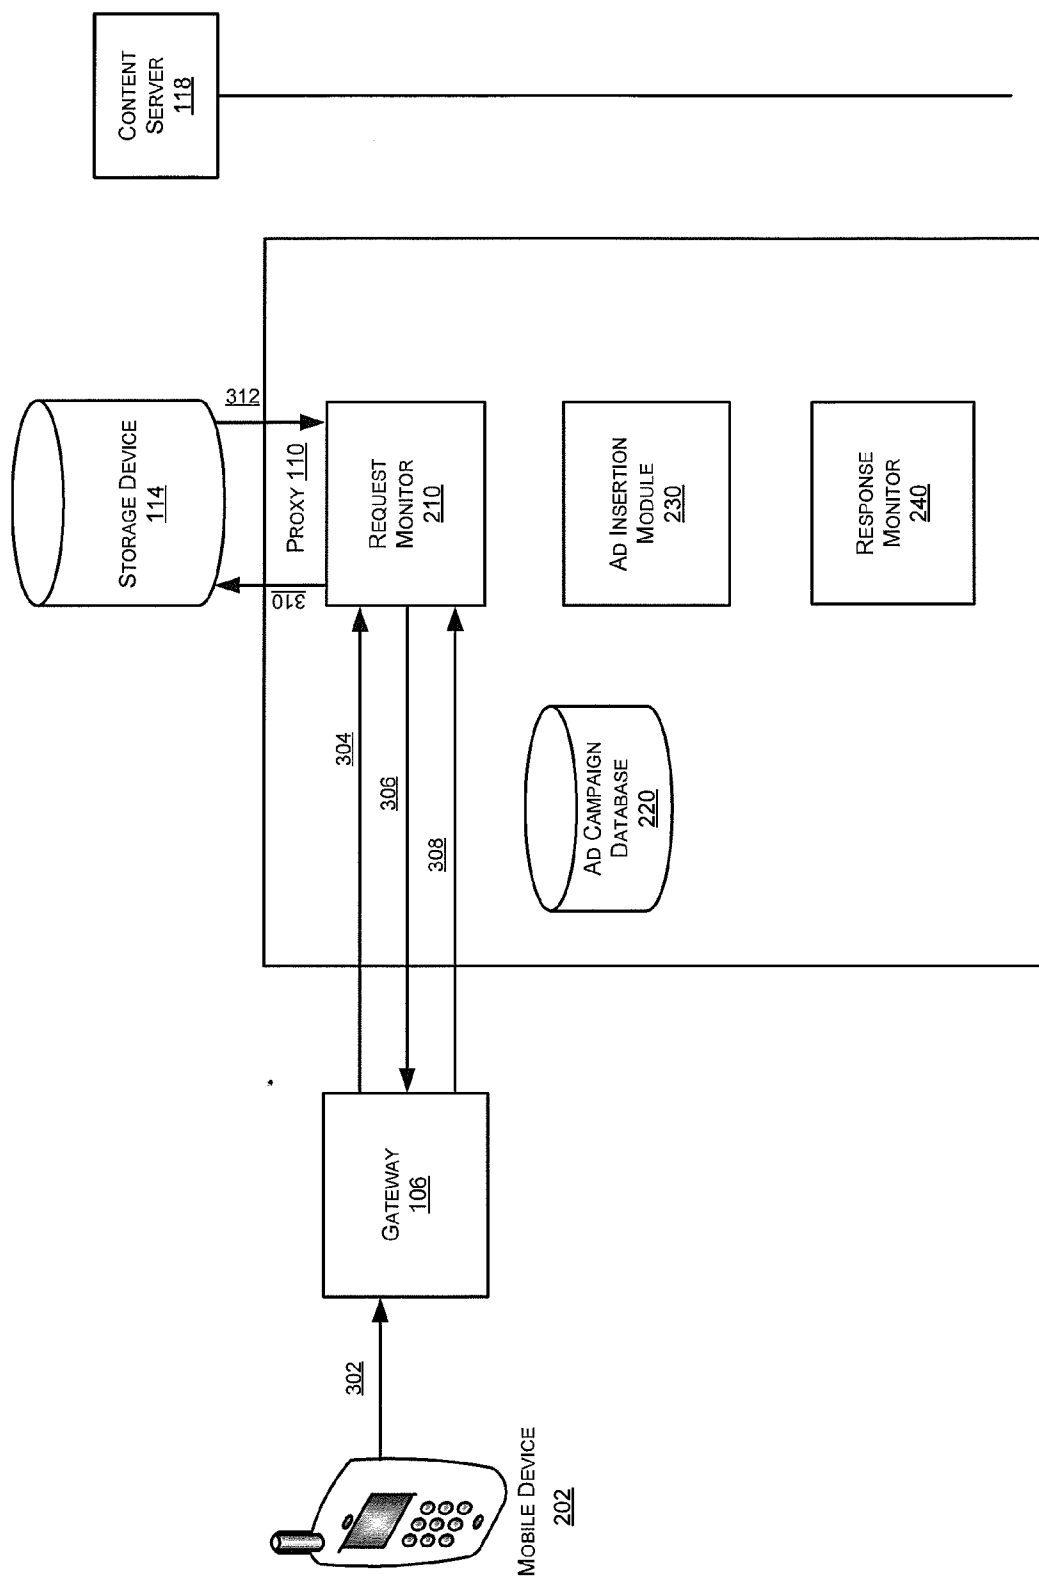 CONTENT
SERVER
118
STORAGE DEVICE
114
312
PROXY 110
310
REQUEST
MONITOR
210
AD INSERTION
MODULE
230
RESPONSE
MONITOR
240
304
306
308
AD CAMPAIGN
DATABASE
220
GATEWAY
106
302
MOBILE DEVICE
202